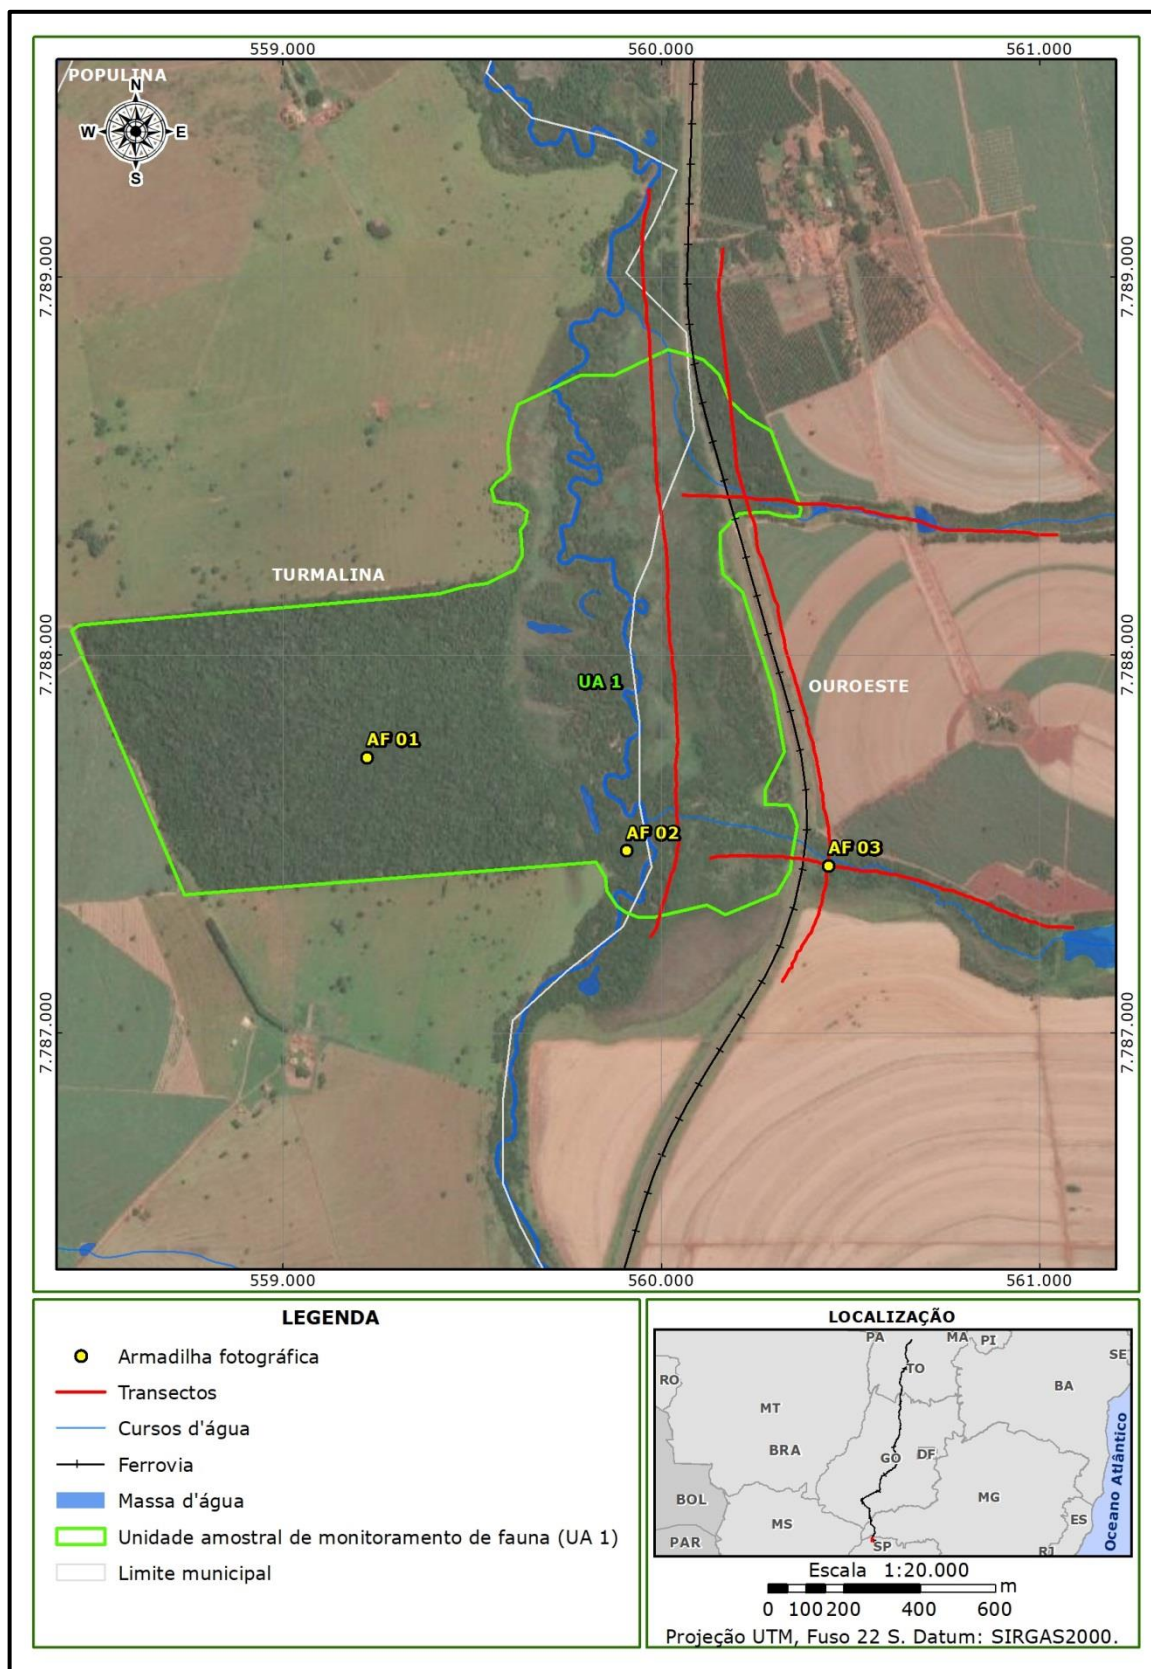 559.000
560.000
561.000
POPULINA
N
W
E
S
7.789.000
7.789.000
TURMALINA
7.788.000
7.788.000
UA 1
OUROESTE
AF 01
AF 02
AF 03
7.787.000
7.787.000
559.000
560.000
561.000
LEGENDA
Armadilha fotográfica
Transectos
Cursos d'água
Ferrovia
Massa d'água
Unidade amostral de monitoramento de fauna (UA 1)
Limite municipal
LOCALIZAÇÃO
PA
MA
PI
TO
SE
RO
BA
MT
BRA
GO
DF
BOL
MG
MS
ES
PAR
SP
RJ
Oceano Atlântico
Escala 1:20.000
m
0 100 200 400 600
Projeção UTM, Fuso 22 S. Datum: SIRGAS2000.